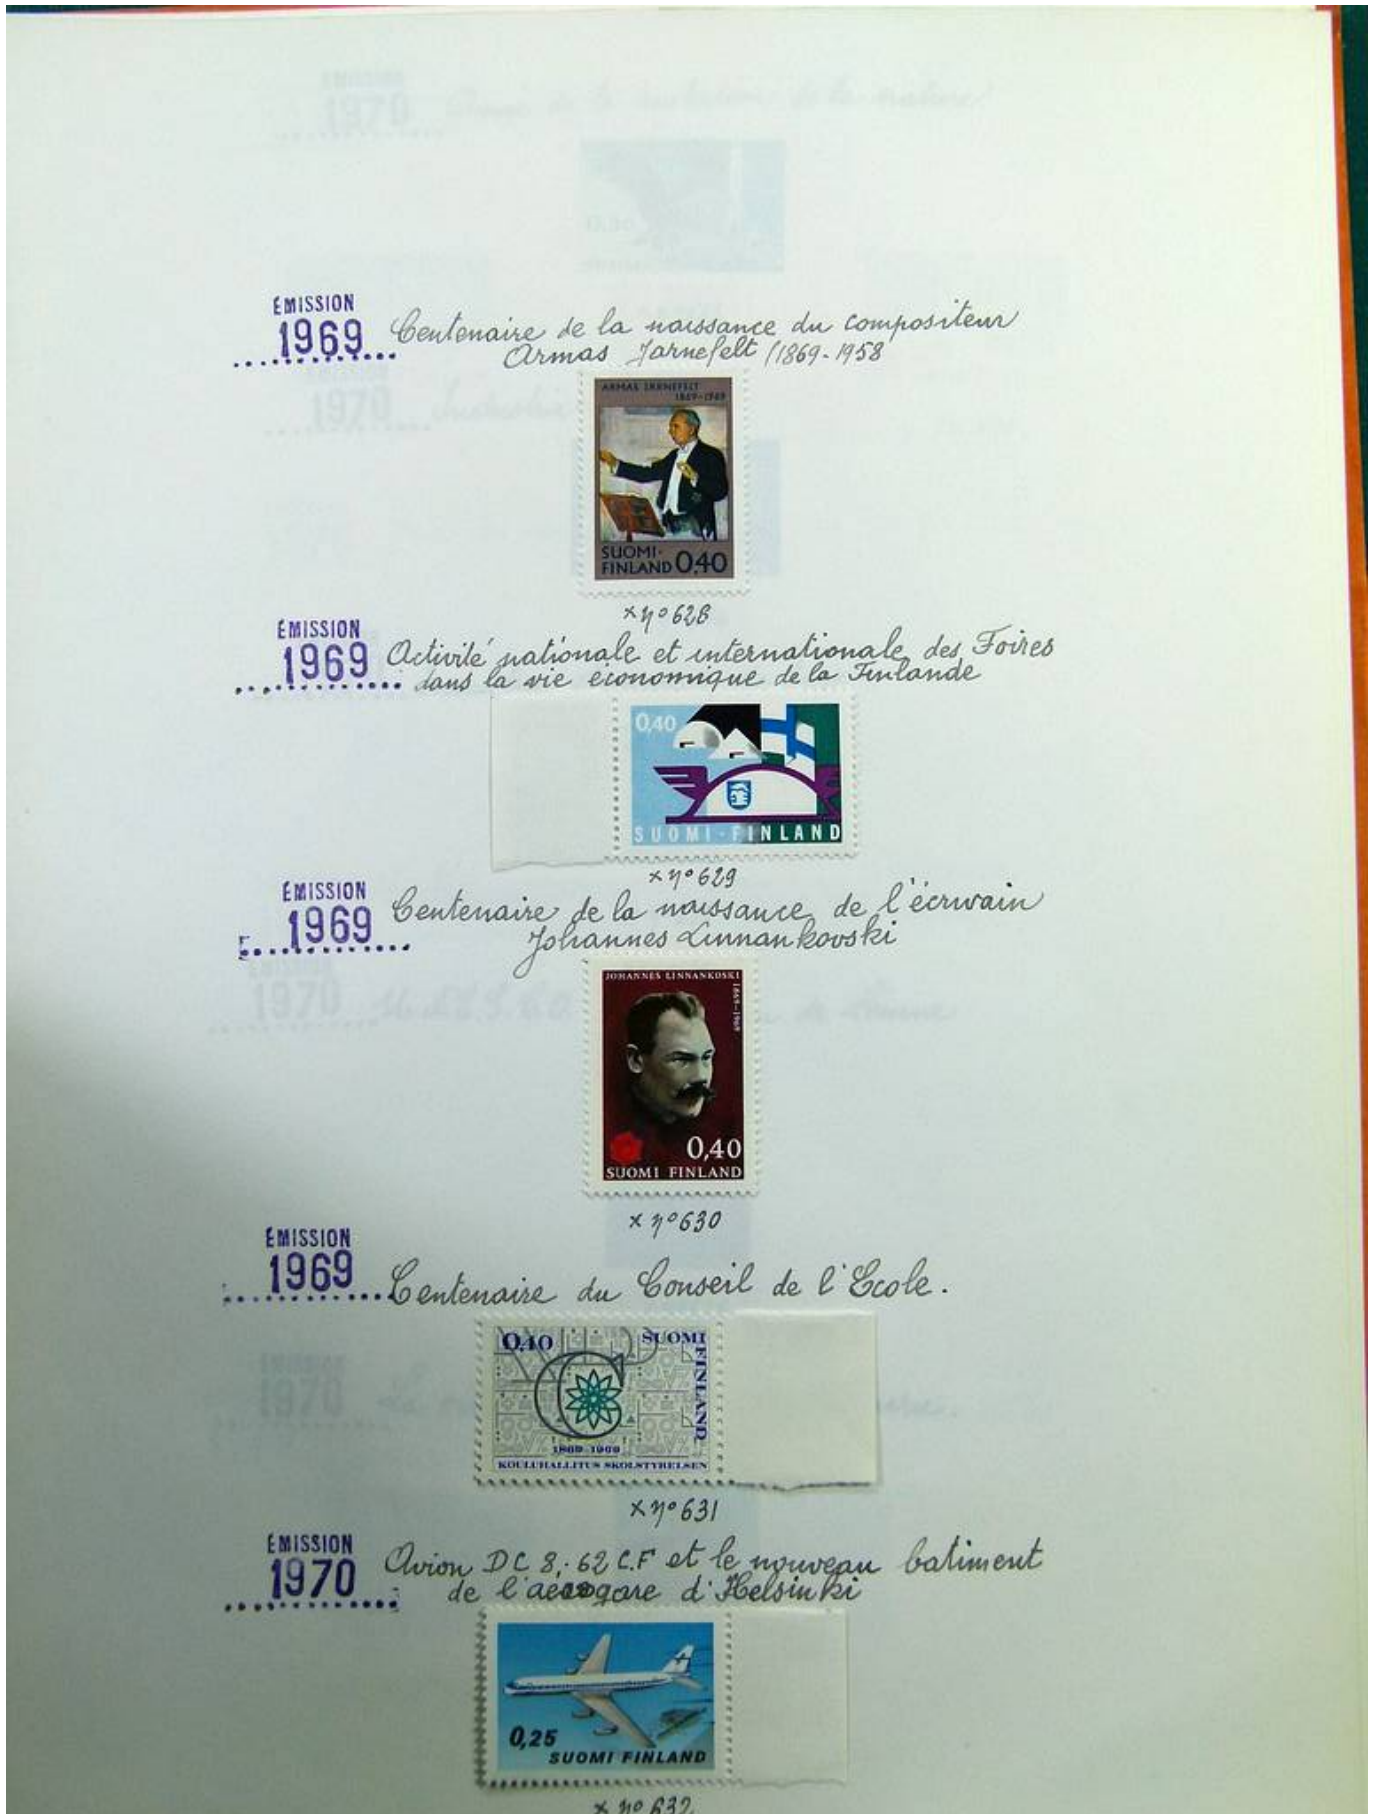 ÉMISSION
1969
Centenaire de la naissance du compositeur
Armas Jarnefelt (1869-1958
ARMAS JÄRNEFELT
1869-1969
SUOMI-
FINLAND 0,40
x n° 628
ÉMISSION
1969
Activité nationale et internationale des Foires
dans la vie économique de la Finlande
0,40
SUOMI-FINLAND
x n° 629
ÉMISSION
1969
Centenaire de la naissance de l'écrivain
Johannes Linnankovski
JOHANNES LINNANKOSKI
1869-1969
0,40
SUOMI FINLAND
x n° 630
ÉMISSION
1969
Centenaire du Conseil de l'Ecole.
0,40
SUOMI
FINLAND
1869-1969
KOULUHALLITUS SKOLSTYRELSEN
x n° 631
ÉMISSION
1970
Avion DC 8.62 C.F et le nouveau batiment
de l'aerogare d'Helsinki
0,25
SUOMI FINLAND
x n° 632